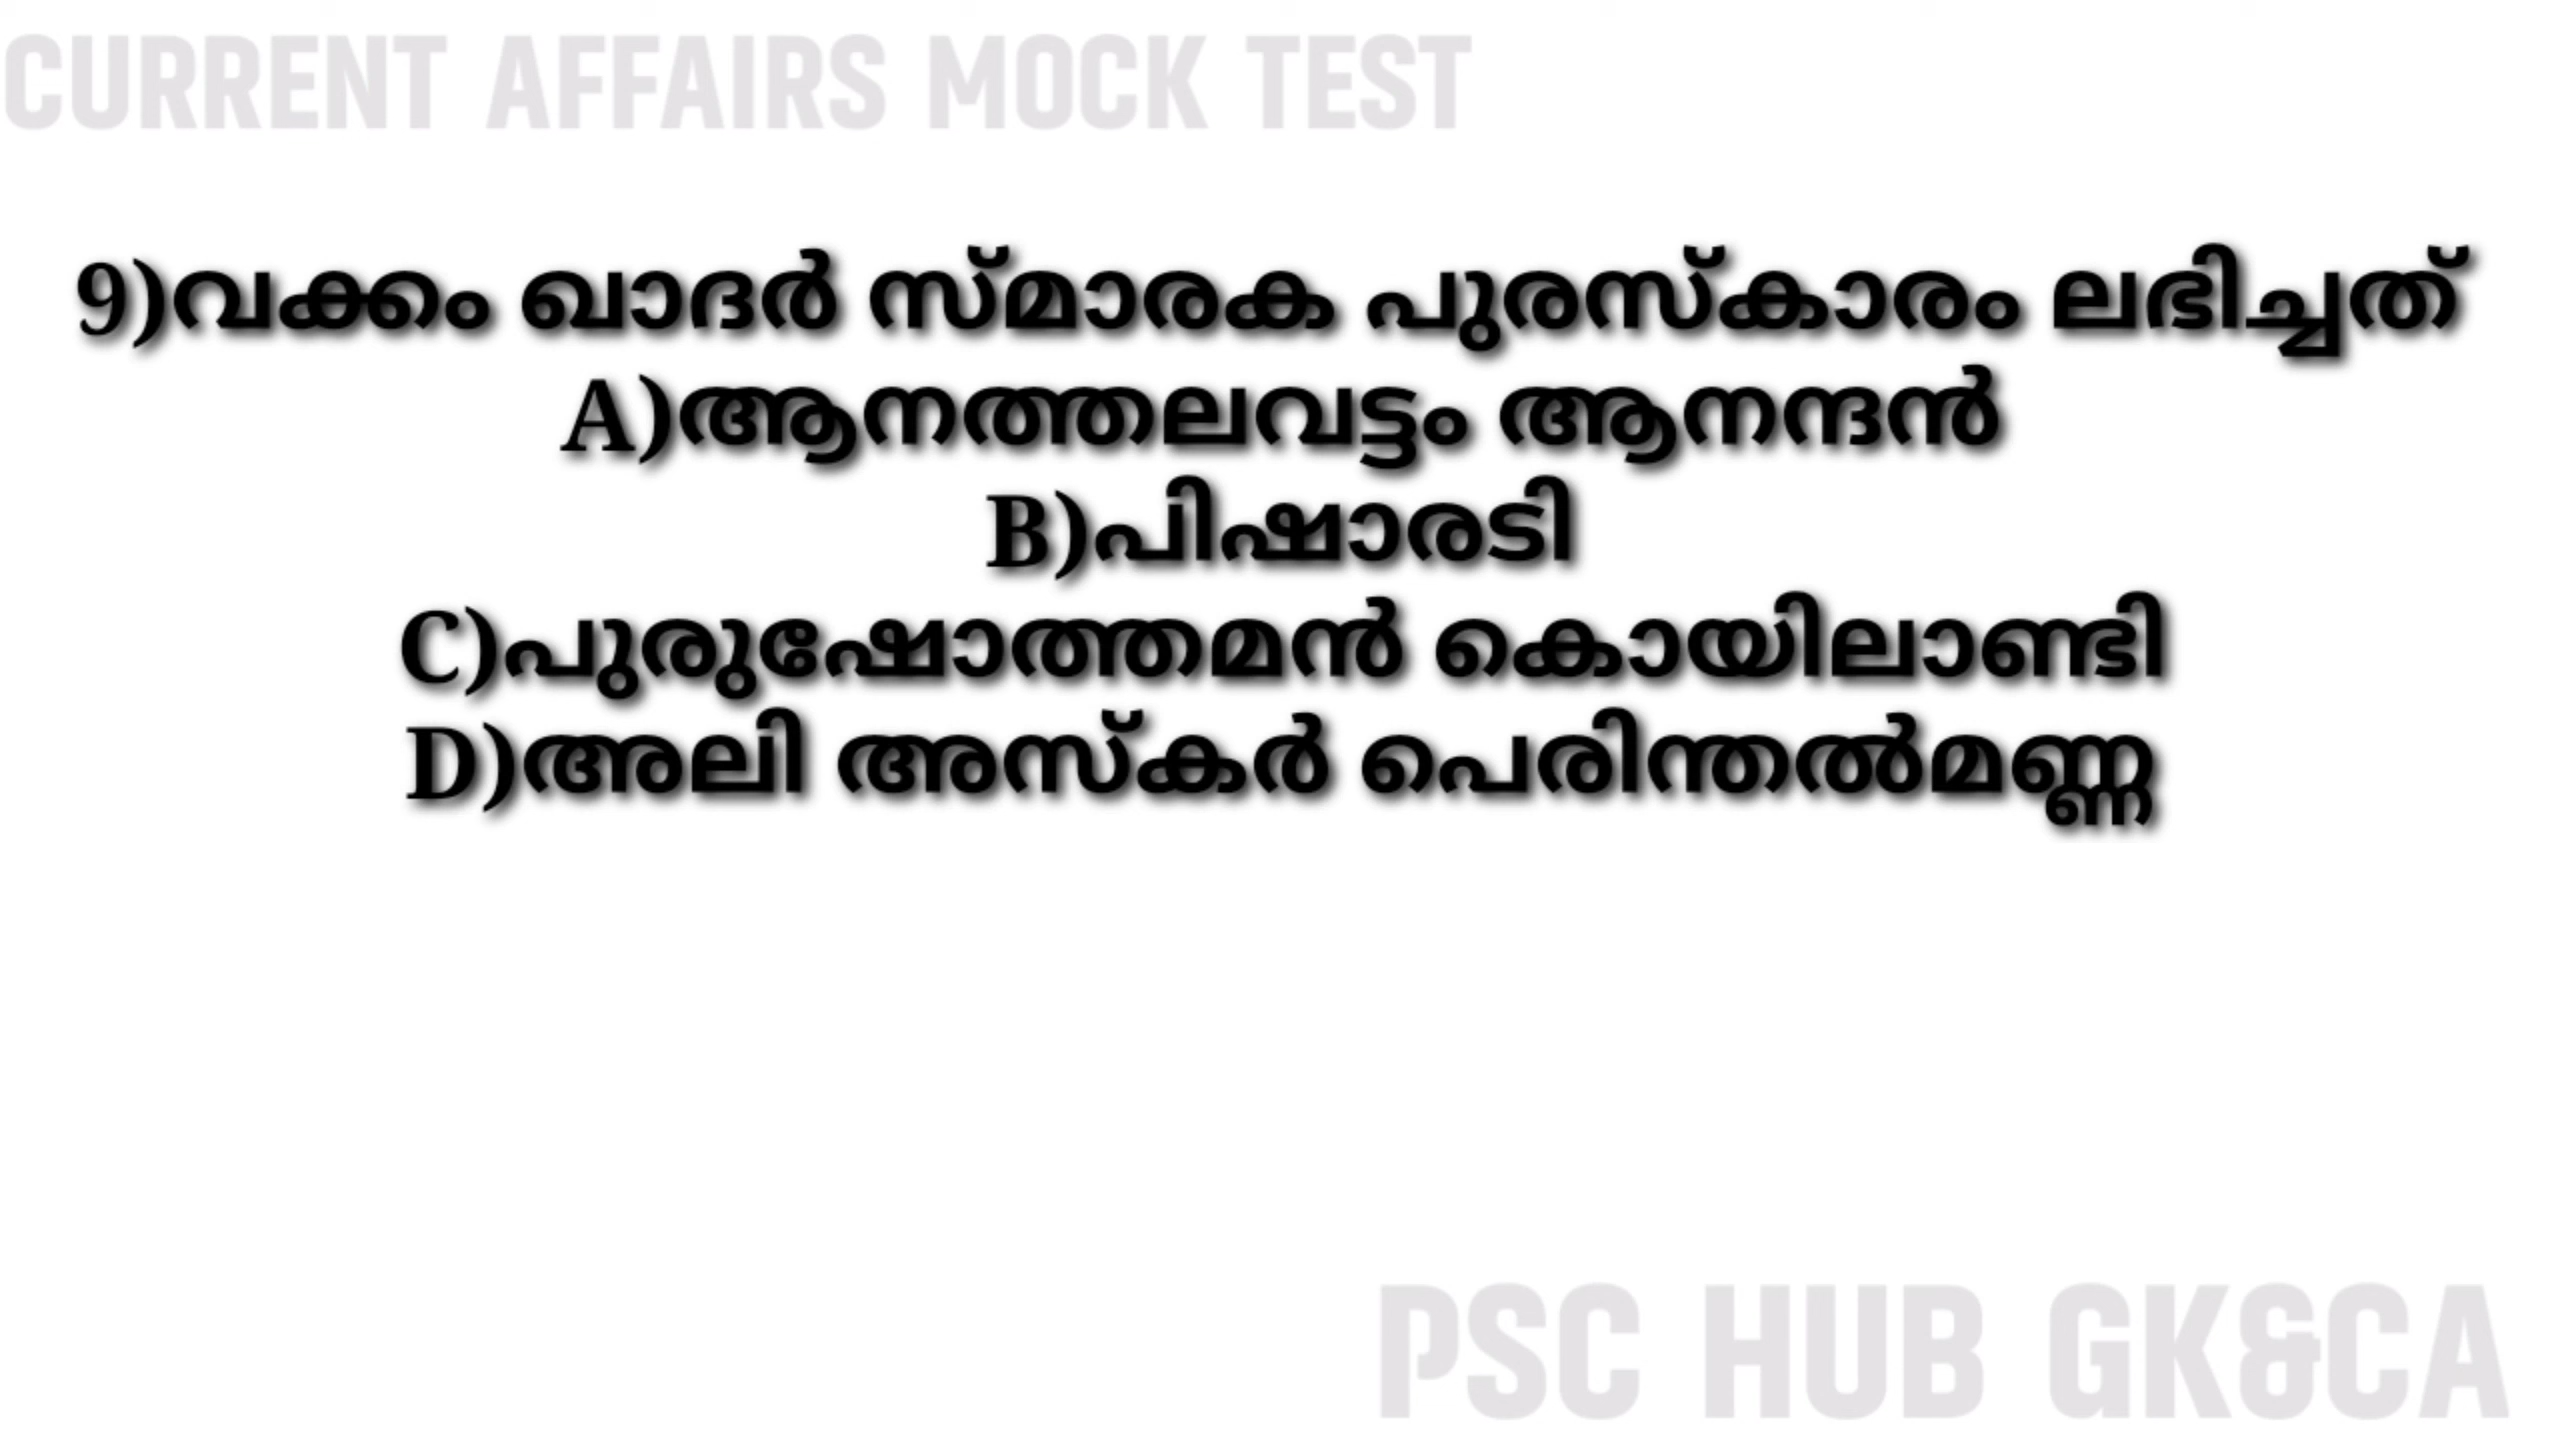 CURRENT AFFAIRS MOCK TEST
9)വക്കം ഖാദർ സ്മാരക പുരസ്കാരം ലഭിച്ചത്
A)ആനത്തലവട്ടം ആനന്ദൻ
B)പിഷാരടി
C)പുരുഷോത്തമൻ കൊയിലാണ്ടി
D)അലി അസ്കർ പെരിന്തൽമണ്ണ
PSC HUB GK&CA